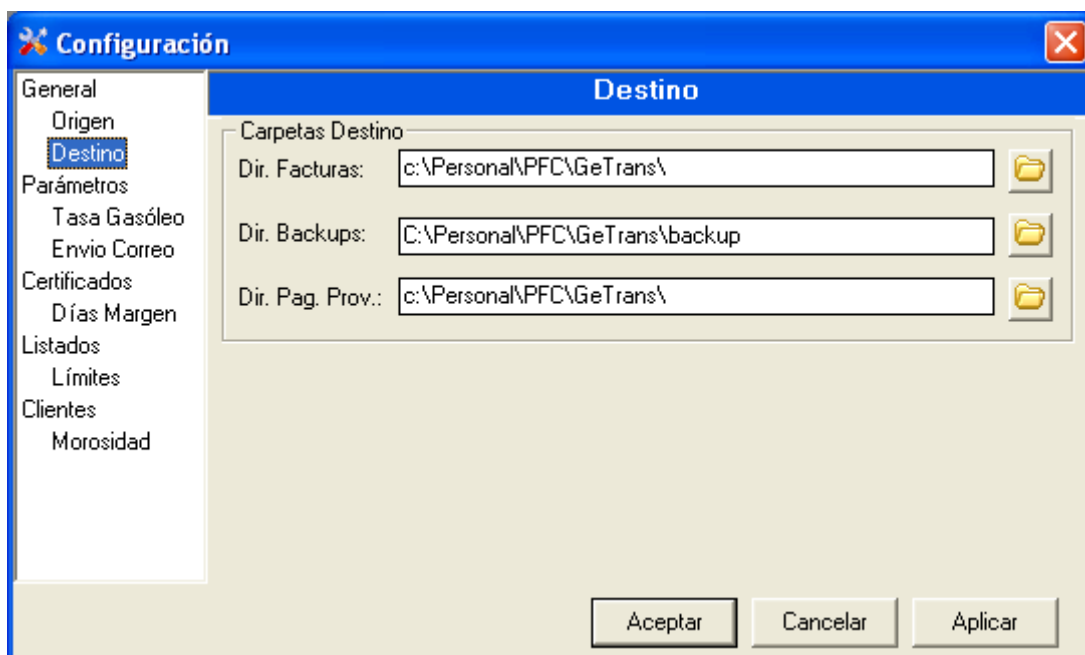 Configuración
General
Origen
Destino
Parámetros
Tasa Gasóleo
Envio Correo
Certificados
Días Margen
Listados
Límites
Clientes
Morosidad
Destino
Carpetas Destino
Dir. Facturas: c:\Personal\PFC\GeTrans\
Dir. Backups: C:\Personal\PFC\GeTrans\backup
Dir. Pag. Prov.: c:\Personal\PFC\GeTrans\
Aceptar Cancelar Aplicar